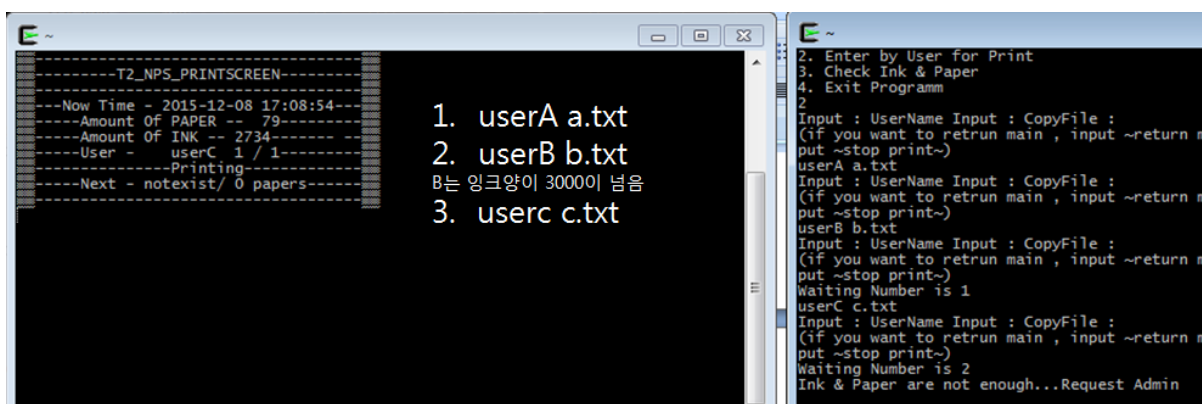 ~
---------T2_NPS_PRINTSCREEN---------
---Now Time - 2015-12-08 17:08:54---
-----Amount Of PAPER -- 79----------
-----Amount Of INK -- 2734------- --
-----User - userC 1 / 1-----------
---------------Printing-------------
-----Next - notexist/ 0 papers------
1. userA a.txt
2. userB b.txt
B는 잉크양이 3000이 넘음
3. userc c.txt
~
2. Enter by User for Print
3. Check Ink & Paper
4. Exit Programm
2
Input : UserName Input : CopyFile :
(if you want to retrun main , input ~return
put ~stop print~)
userA a.txt
Input : UserName Input : CopyFile :
(if you want to retrun main , input ~return
put ~stop print~)
userB b.txt
Input : UserName Input : CopyFile :
(if you want to retrun main , input ~return
put ~stop print~)
Waiting Number is 1
userC c.txt
Input : UserName Input : CopyFile :
(if you want to retrun main , input ~return
put ~stop print~)
Waiting Number is 2
Ink & Paper are not enough...Request Admin